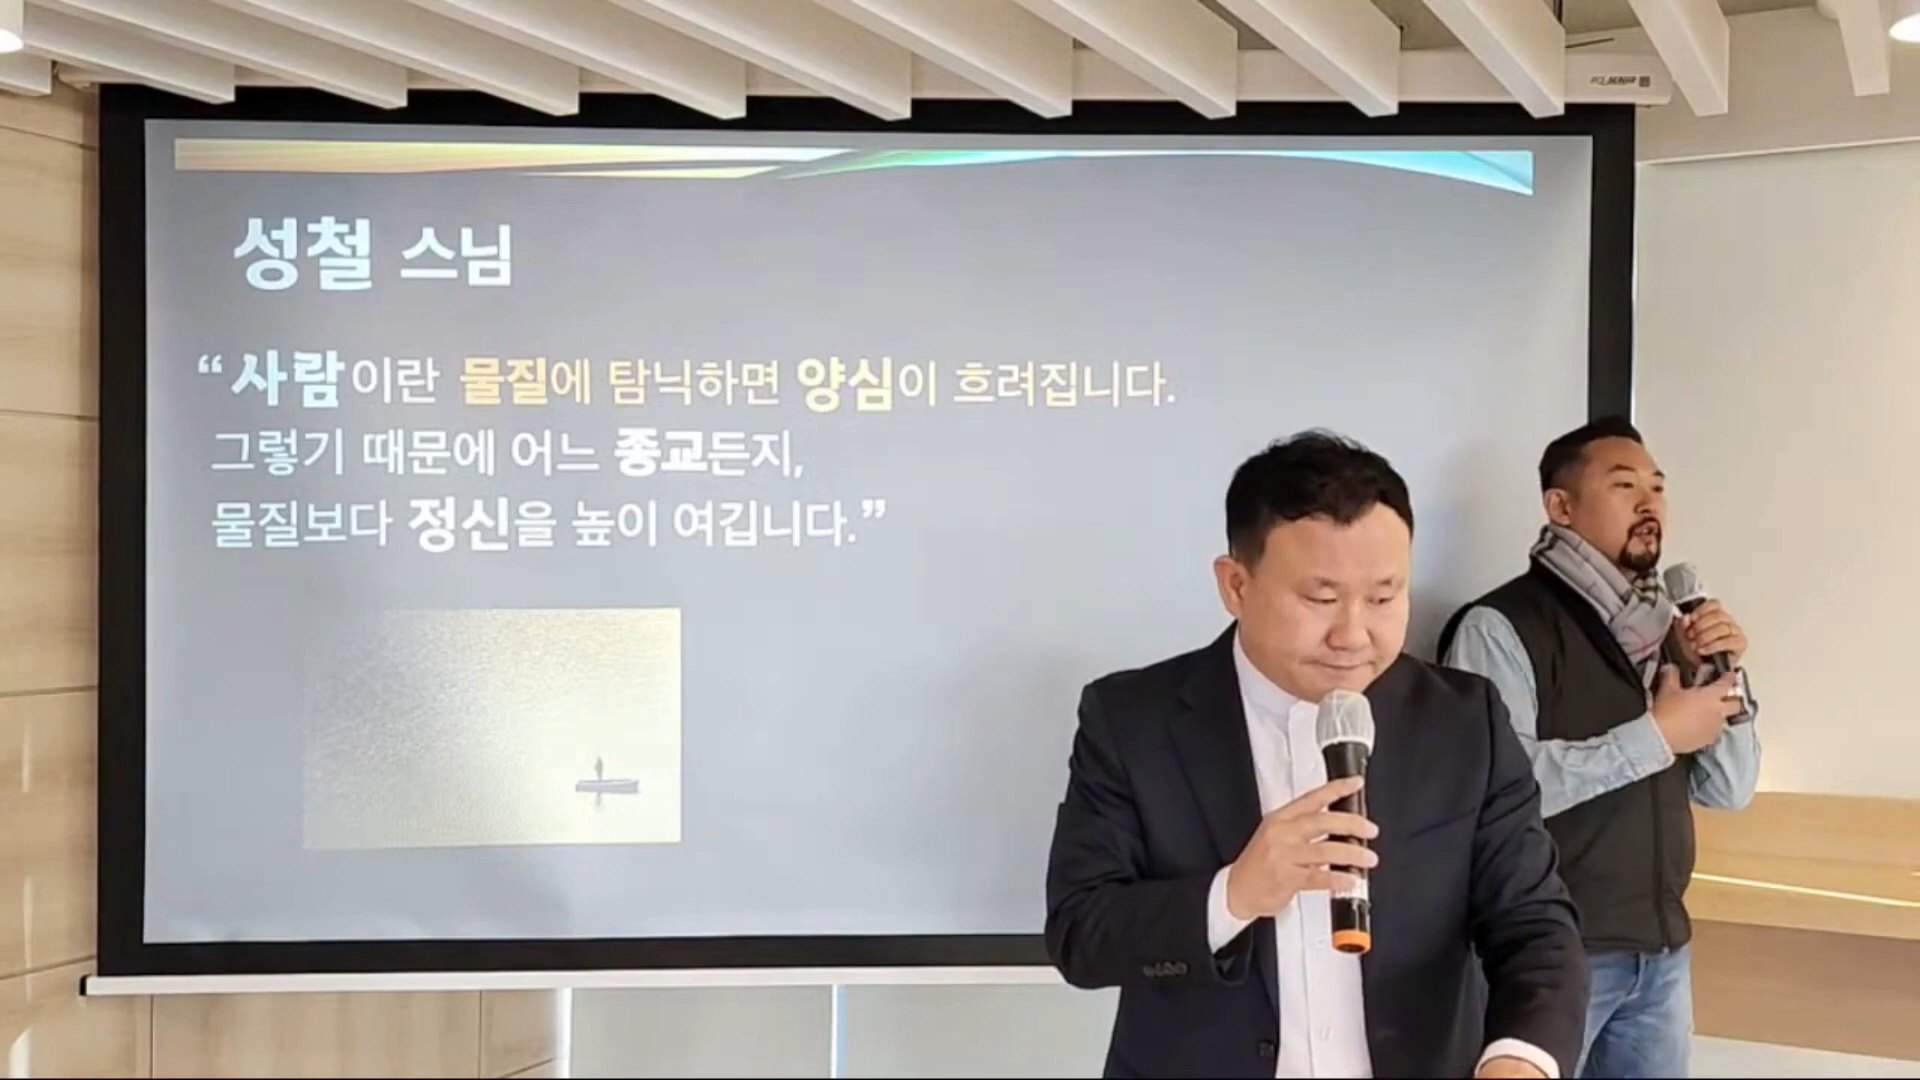 성철 스님
“사람이란 물질에 탐닉하면 양심이 흐려집니다.
그렇기 때문에 어느 종교든지,
물질보다 정신을 높이 여깁니다.”